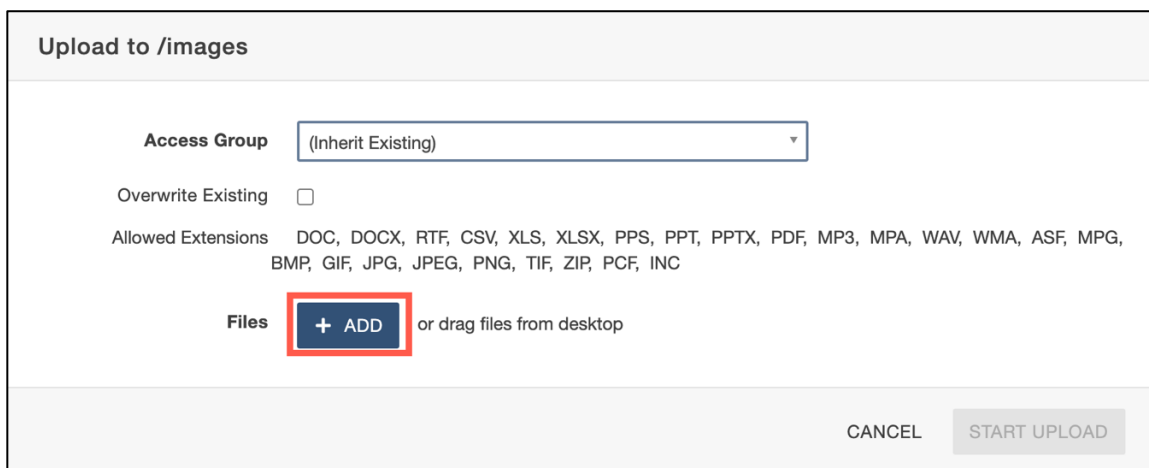 Upload to /images
Access Group (Inherit Existing)
Overwrite Existing
Allowed Extensions DOC, DOCX, RTF, CSV, XLS, XLSX, PPS, PPT, PPTX, PDF, MP3, MPA, WAV, WMA, ASF, MPG,
BMP, GIF, JPG, JPEG, PNG, TIF, ZIP, PCF, INC
Files + ADD or drag files from desktop
CANCEL START UPLOAD